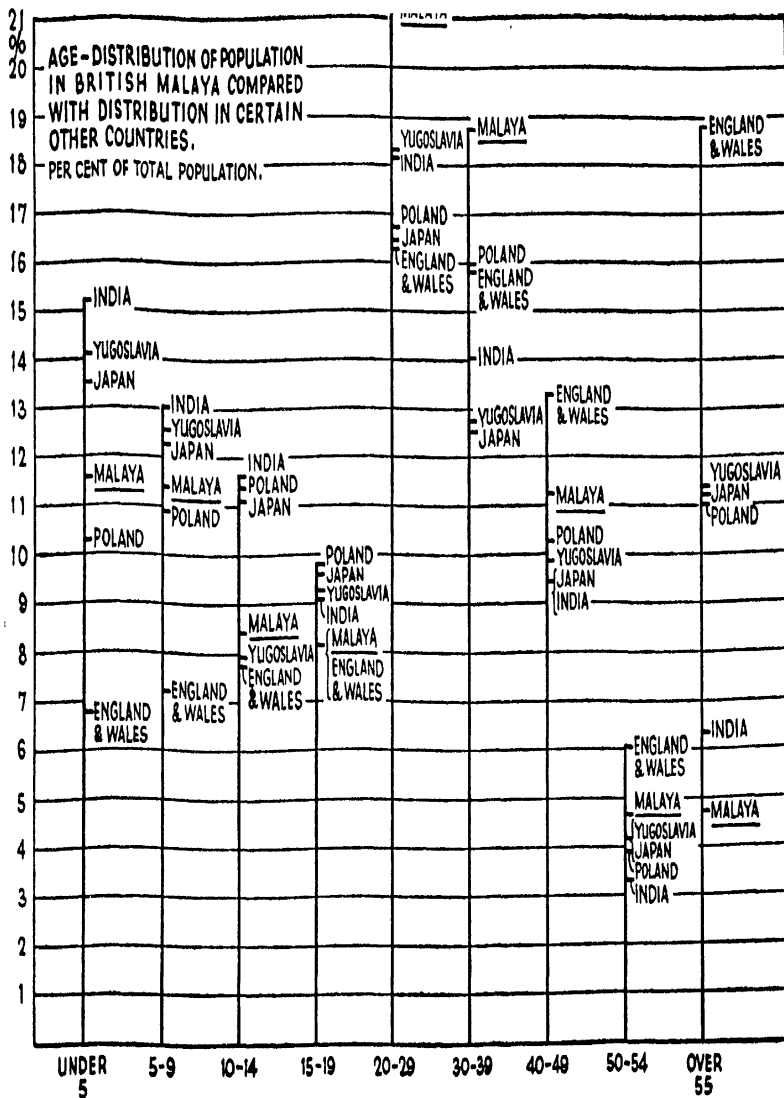 MALAYA
21
%
20
19
18
17
16
15
14
13
12
11
10
9
8
7
6
5
4
3
2
1
AGE-DISTRIBUTION OF POPULATION
IN BRITISH MALAYA COMPARED
WITH DISTRIBUTION IN CERTAIN
OTHER COUNTRIES.
PER CENT OF TOTAL POPULATION.
INDIA
YUGOSLAVIA
JAPAN
MALAYA
POLAND
ENGLAND
& WALES
INDIA
YUGOSLAVIA
JAPAN
MALAYA
POLAND
ENGLAND
& WALES
INDIA
POLAND
JAPAN
MALAYA
YUGOSLAVIA
ENGLAND
& WALES
POLAND
JAPAN
YUGOSLAVIA
INDIA
MALAYA
ENGLAND
& WALES
YUGOSLAVIA
INDIA
POLAND
JAPAN
ENGLAND
& WALES
MALAYA
POLAND
ENGLAND
& WALES
INDIA
YUGOSLAVIA
JAPAN
ENGLAND
& WALES
MALAYA
POLAND
YUGOSLAVIA
JAPAN
INDIA
ENGLAND
& WALES
MALAYA
YUGOSLAVIA
JAPAN
POLAND
INDIA
ENGLAND
& WALES
YUGOSLAVIA
JAPAN
POLAND
INDIA
MALAYA
UNDER
5
5-9
10-14
15-19
20-29
30-39
40-49
50-54
OVER
55